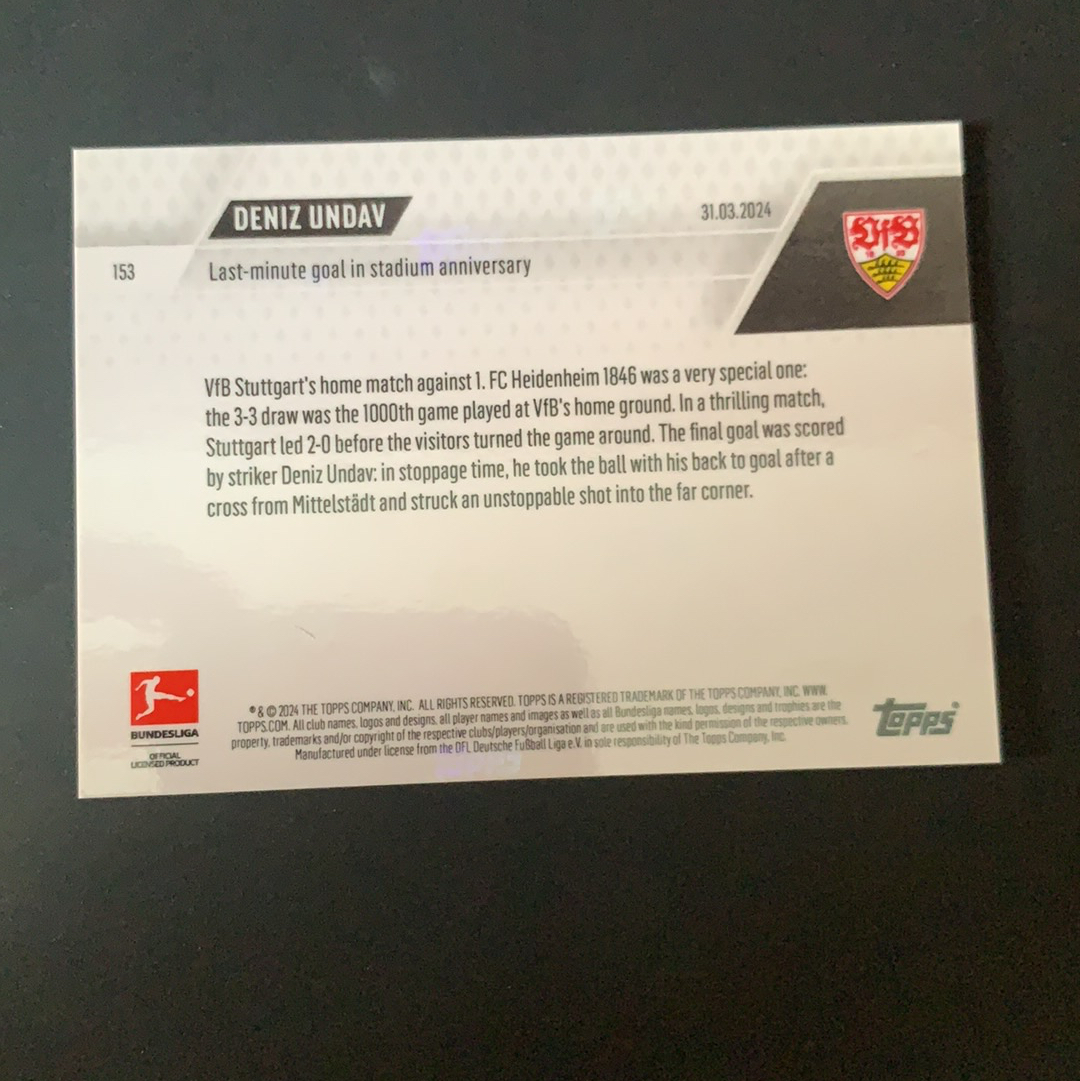 DENIZ UNDAV
31.03.2024
VfB
18 93
153
Last-minute goal in stadium anniversary
VfB Stuttgart's home match against 1. FC Heidenheim 1846 was a very special one:
the 3-3 draw was the 1000th game played at VfB's home ground. In a thrilling match,
Stuttgart led 2-0 before the visitors turned the game around. The final goal was scored
by striker Deniz Undav: in stoppage time, he took the ball with his back to goal after a
cross from Mittelstädt and struck an unstoppable shot into the far corner.
BUNDESLIGA
OFFICIAL
LICENSED PRODUCT
® & © 2024 THE TOPPS COMPANY, INC. ALL RIGHTS RESERVED. TOPPS IS A REGISTERED TRADEMARK OF THE TOPPS COMPANY, INC. WWW.
TOPPS.COM. All club names, logos and designs, all player names and images as well as all Bundesliga names, logos, designs and trophies are the
property, trademarks and/or copyright of the respective clubs/players/organisation and are used with the kind permission of the respective owners.
Manufactured under license from the DFL Deutsche Fußball Liga e.V. in sole responsibility of The Topps Company, Inc.
topps